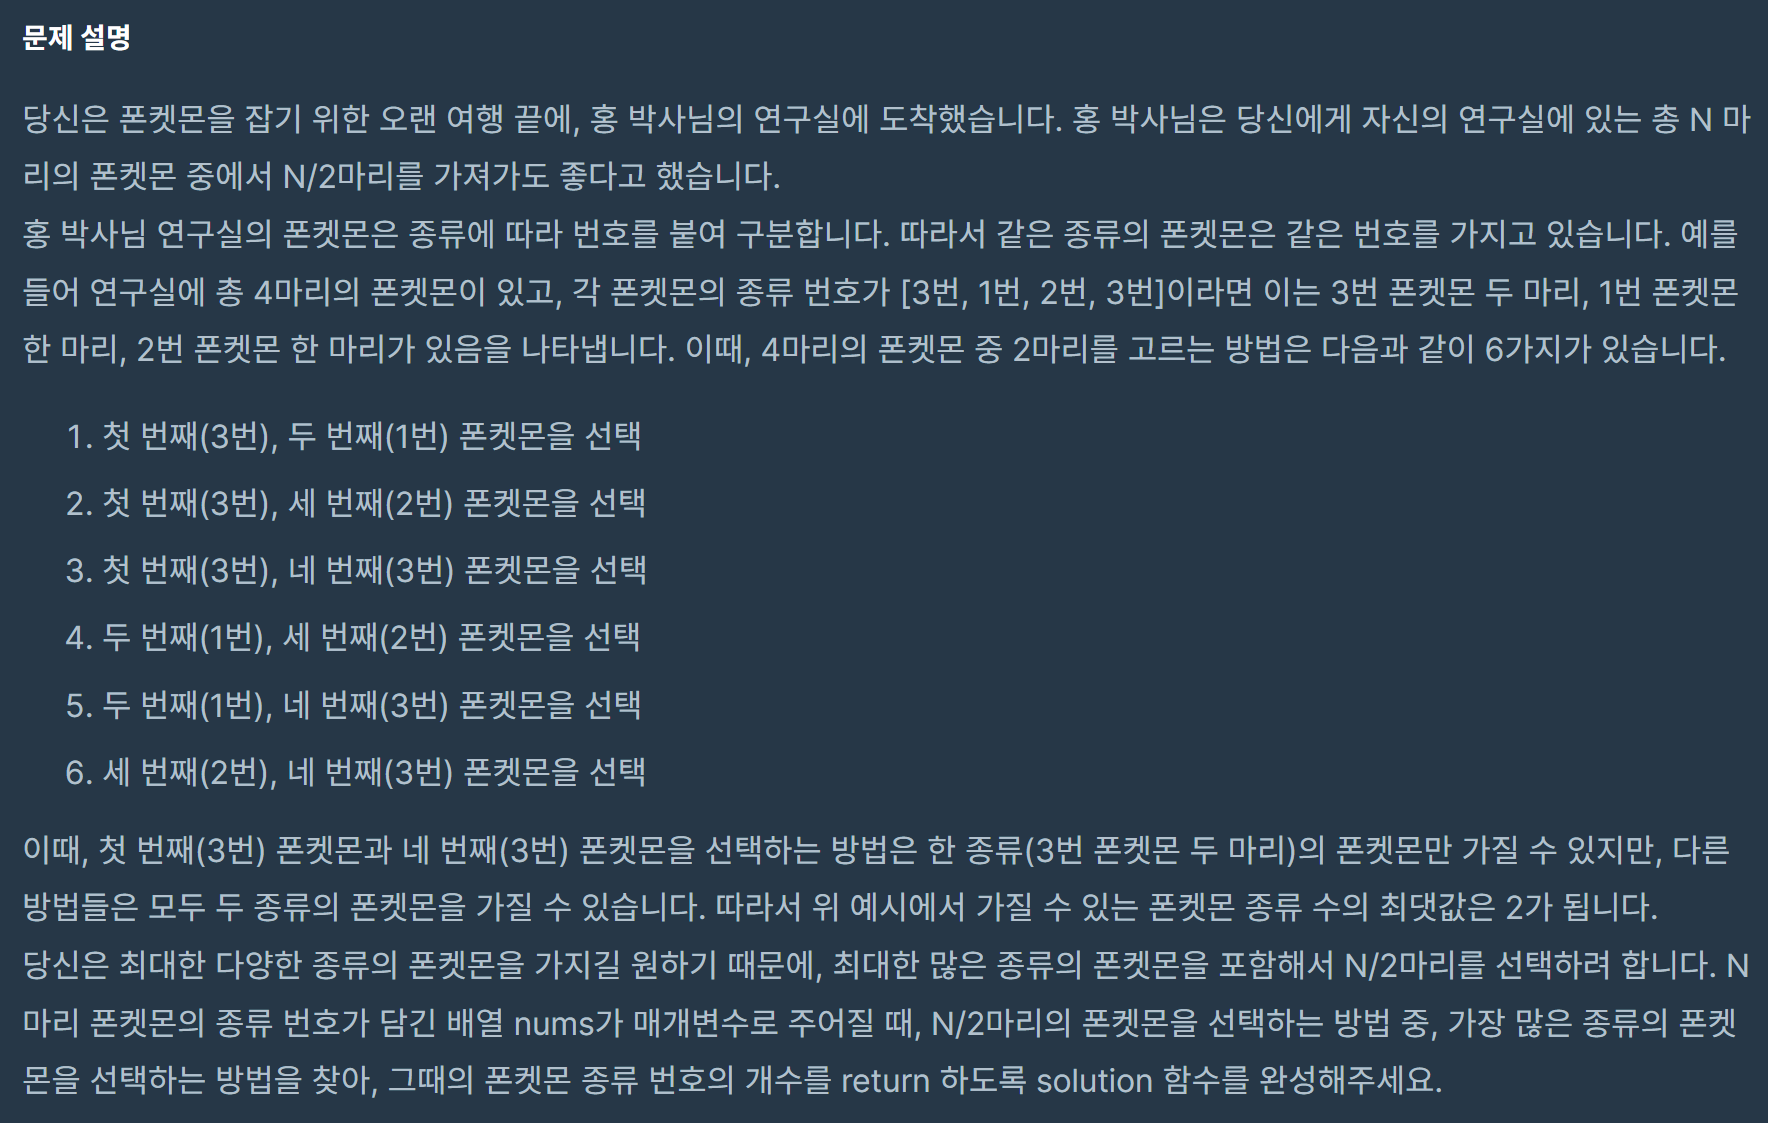 문제 설명
당신은 폰켓몬을 잡기 위한 오랜 여행 끝에, 홍 박사님의 연구실에 도착했습니다. 홍 박사님은 당신에게 자신의 연구실에 있는 총 N 마
리의 폰켓몬 중에서 N/2마리를 가져가도 좋다고 했습니다.
홍 박사님 연구실의 폰켓몬은 종류에 따라 번호를 붙여 구분합니다. 따라서 같은 종류의 폰켓몬은 같은 번호를 가지고 있습니다. 예를
들어 연구실에 총 4마리의 폰켓몬이 있고, 각 폰켓몬의 종류 번호가 [3번, 1번, 2번, 3번]이라면 이는 3번 폰켓몬 두 마리, 1번 폰켓몬
한 마리, 2번 폰켓몬 한 마리가 있음을 나타냅니다. 이때, 4마리의 폰켓몬 중 2마리를 고르는 방법은 다음과 같이 6가지가 있습니다.
1. 첫 번째(3번), 두 번째(1번) 폰켓몬을 선택
2. 첫 번째(3번), 세 번째(2번) 폰켓몬을 선택
3. 첫 번째(3번), 네 번째(3번) 폰켓몬을 선택
4. 두 번째(1번), 세 번째(2번) 폰켓몬을 선택
5. 두 번째(1번), 네 번째(3번) 폰켓몬을 선택
6. 세 번째(2번), 네 번째(3번) 폰켓몬을 선택
이때, 첫 번째(3번) 폰켓몬과 네 번째(3번) 폰켓몬을 선택하는 방법은 한 종류(3번 폰켓몬 두 마리)의 폰켓몬만 가질 수 있지만, 다른
방법들은 모두 두 종류의 폰켓몬을 가질 수 있습니다. 따라서 위 예시에서 가질 수 있는 폰켓몬 종류 수의 최댓값은 2가 됩니다.
당신은 최대한 다양한 종류의 폰켓몬을 가지길 원하기 때문에, 최대한 많은 종류의 폰켓몬을 포함해서 N/2마리를 선택하려 합니다. N
마리 폰켓몬의 종류 번호가 담긴 배열 nums가 매개변수로 주어질 때, N/2마리의 폰켓몬을 선택하는 방법 중, 가장 많은 종류의 폰켓
몬을 선택하는 방법을 찾아, 그때의 폰켓몬 종류 번호의 개수를 return 하도록 solution 함수를 완성해주세요.